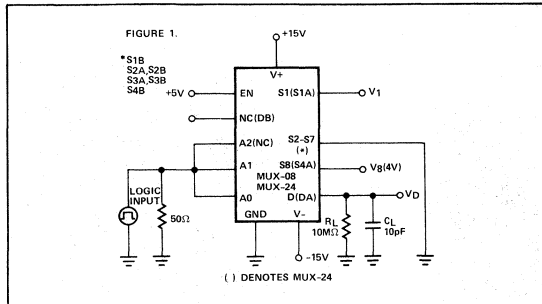 FIGURE 1.
+15V
*S1B
S2A,S2B
S3A,S3B
S4B
V+
+5V
EN
S1(S1A)
V1
NC(DB)
A2(NC)
S2-S7
(*)
A1
S8(S4A)
V8(4V)
MUX-08
MUX-24
LOGIC
INPUT
50Ω
A0
D(DA)
VD
GND
V-
RL
10MΩ
CL
10pF
-15V
( ) DENOTES MUX-24